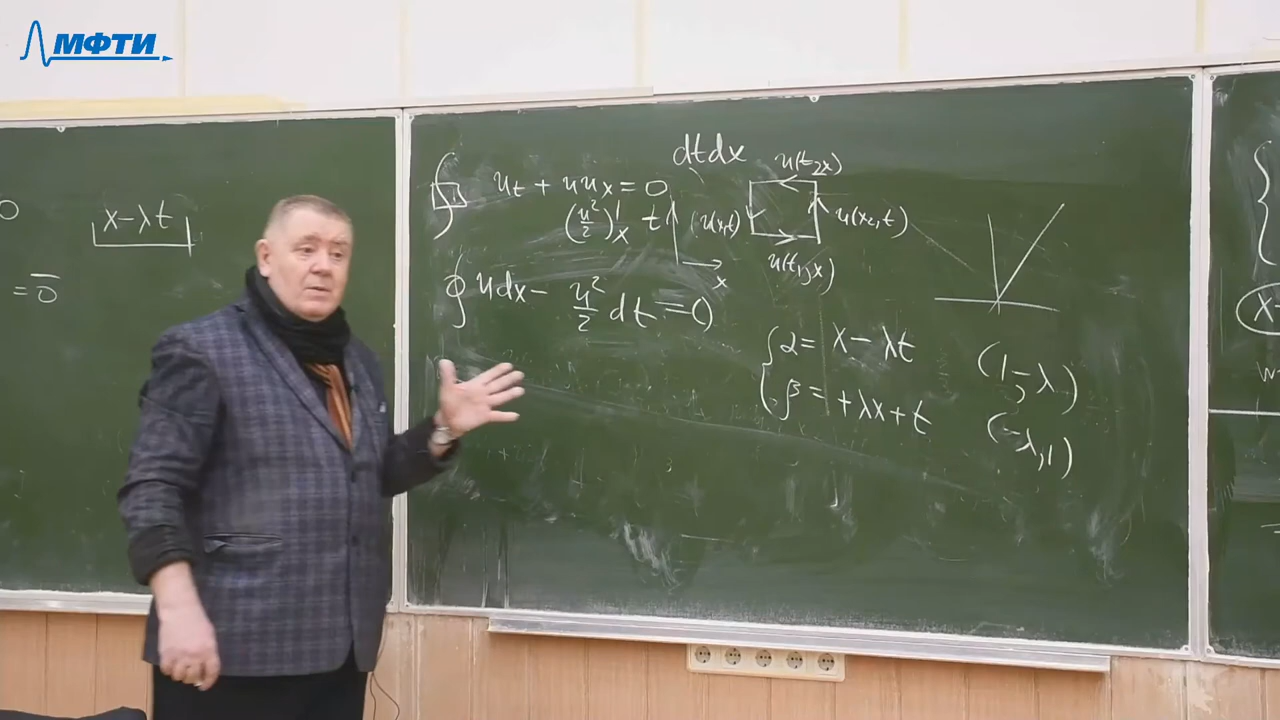 МФТИ
0
x-λt
=0̅
dtdx
u(t₂,x)
u_t + uu_x = 0
(u²/2)'_x
t
x
u(x,t)
u(x₂,t)
u(t₁,x)
∮ udx - u²/2 dt = 0
α = x - λt
β = +λx + t
(1, -λ)
(-λ, 1)
x
w